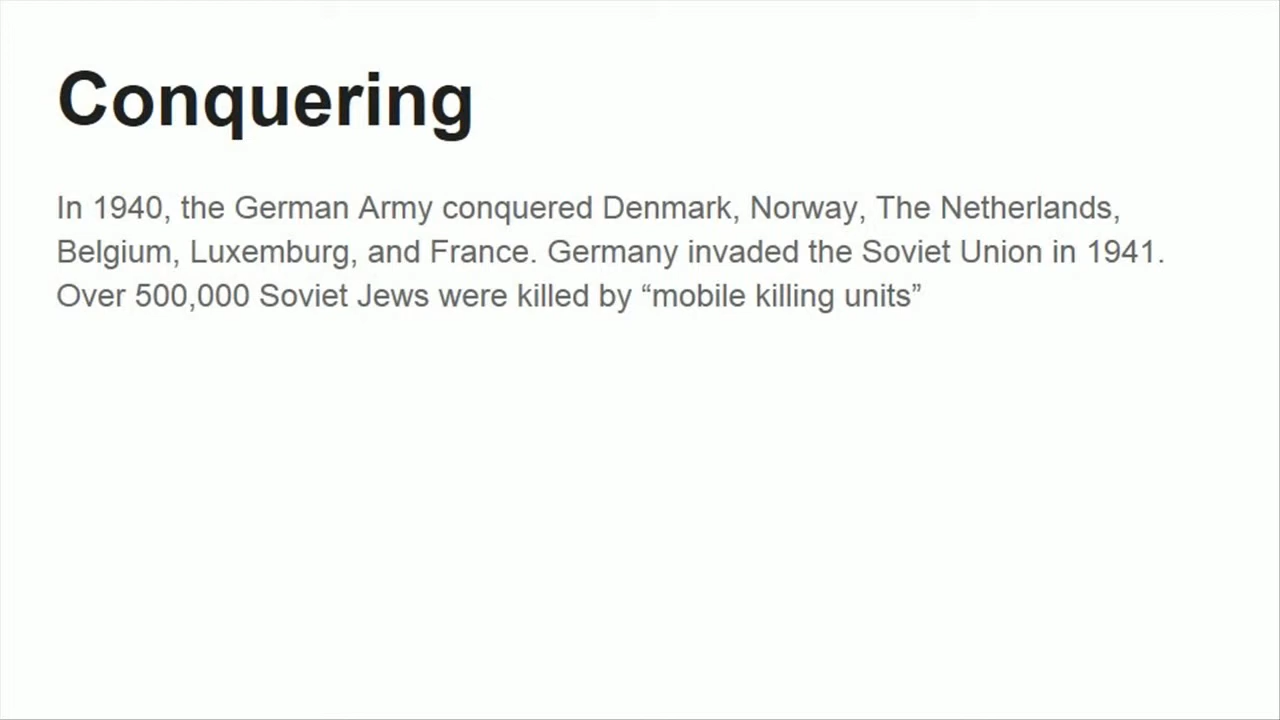 Conquering
In 1940, the German Army conquered Denmark, Norway, The Netherlands,
Belgium, Luxemburg, and France. Germany invaded the Soviet Union in 1941.
Over 500,000 Soviet Jews were killed by “mobile killing units”